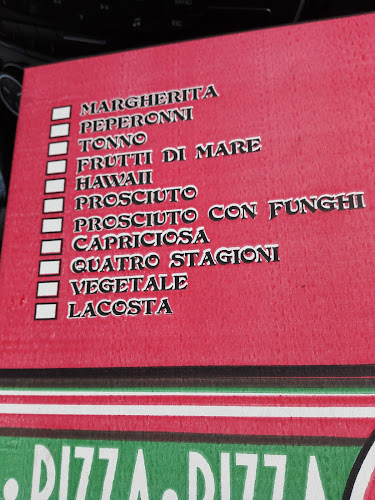 MARGHERITA
PEPERONNI
TONNO
FRUTTI DI MARE
HAWAII
PROSCIUTO
PROSCIUTO CON FUNGHI
CAPRICIOSA
QUATRO STAGIONI
VEGETALE
LACOSTA
• PIZZA • PIZZA